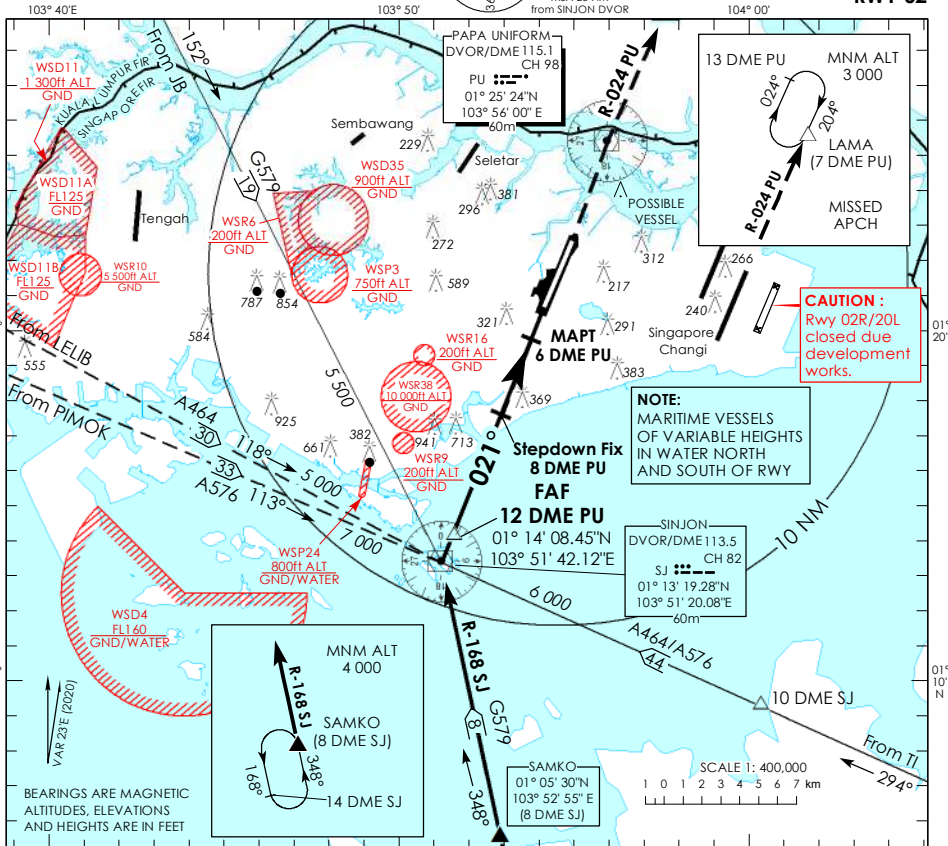 103° 40'E
103° 50'
36
from SINJON DVOR
104° 00'
152°
From JB
KUALA LUMPUR FIR
SINGAPORE FIR
WSD11
1 300ft ALT
GND
PAPA UNIFORM
DVOR/DME 115.1
CH 98
PU
01° 25' 24"N
103° 56' 00" E
60m
R-024 PU
13 DME PU
MNM ALT
3 000
024°
204°
LAMA
(7 DME PU)
R-024 PU
MISSED
APCH
Sembawang
229
Seletar
27
18
WSD11A
FL125
GND
Tengah
G579
19
WSD35
900ft ALT
GND
WSR6
200ft ALT
GND
296
381
POSSIBLE
VESSEL
272
312
WSD11B
FL125
GND
WSR10
5 500ft ALT
GND
WSP3
750ft ALT
GND
787
854
589
217
266
240
584
321
291
Singapore
Changi
CAUTION :
Rwy 02R/20L
closed due
development
works.
01°
20'
From LELIB
555
MAPT
6 DME PU
WSR16
200ft ALT
GND
383
From PIMOK
5 500
WSR38
10 000ft ALT
GND
369
NOTE:
MARITIME VESSELS
OF VARIABLE HEIGHTS
IN WATER NORTH
AND SOUTH OF RWY
A464
30
118°
5 000
925
661
382
941
713
WSR9
200ft ALT
GND
021°
Stepdown Fix
8 DME PU
33
A576
113°
7 000
FAF
12 DME PU
01° 14' 08.45"N
103° 51' 42.12"E
10 NM
WSP24
800ft ALT
GND/WATER
0
27
9
18
SINJON
DVOR/DME 113.5
CH 82
SJ
01° 13' 19.28"N
103° 51' 20.08"E
60m
WSD4
FL160
GND/WATER
6 000
A464/A576
44
R-168 SJ
G579
8
MNM ALT
4 000
R-168 SJ
SAMKO
(8 DME SJ)
168°
348°
14 DME SJ
01°
10'
N
10 DME SJ
VAR 23'E (2020)
From TI
294°
SCALE 1: 400,000
1 0 1 2 3 4 5 6 7 km
348°
SAMKO
01° 05' 30"N
103° 52' 55" E
(8 DME SJ)
BEARINGS ARE MAGNETIC
ALTITUDES, ELEVATIONS
AND HEIGHTS ARE IN FEET